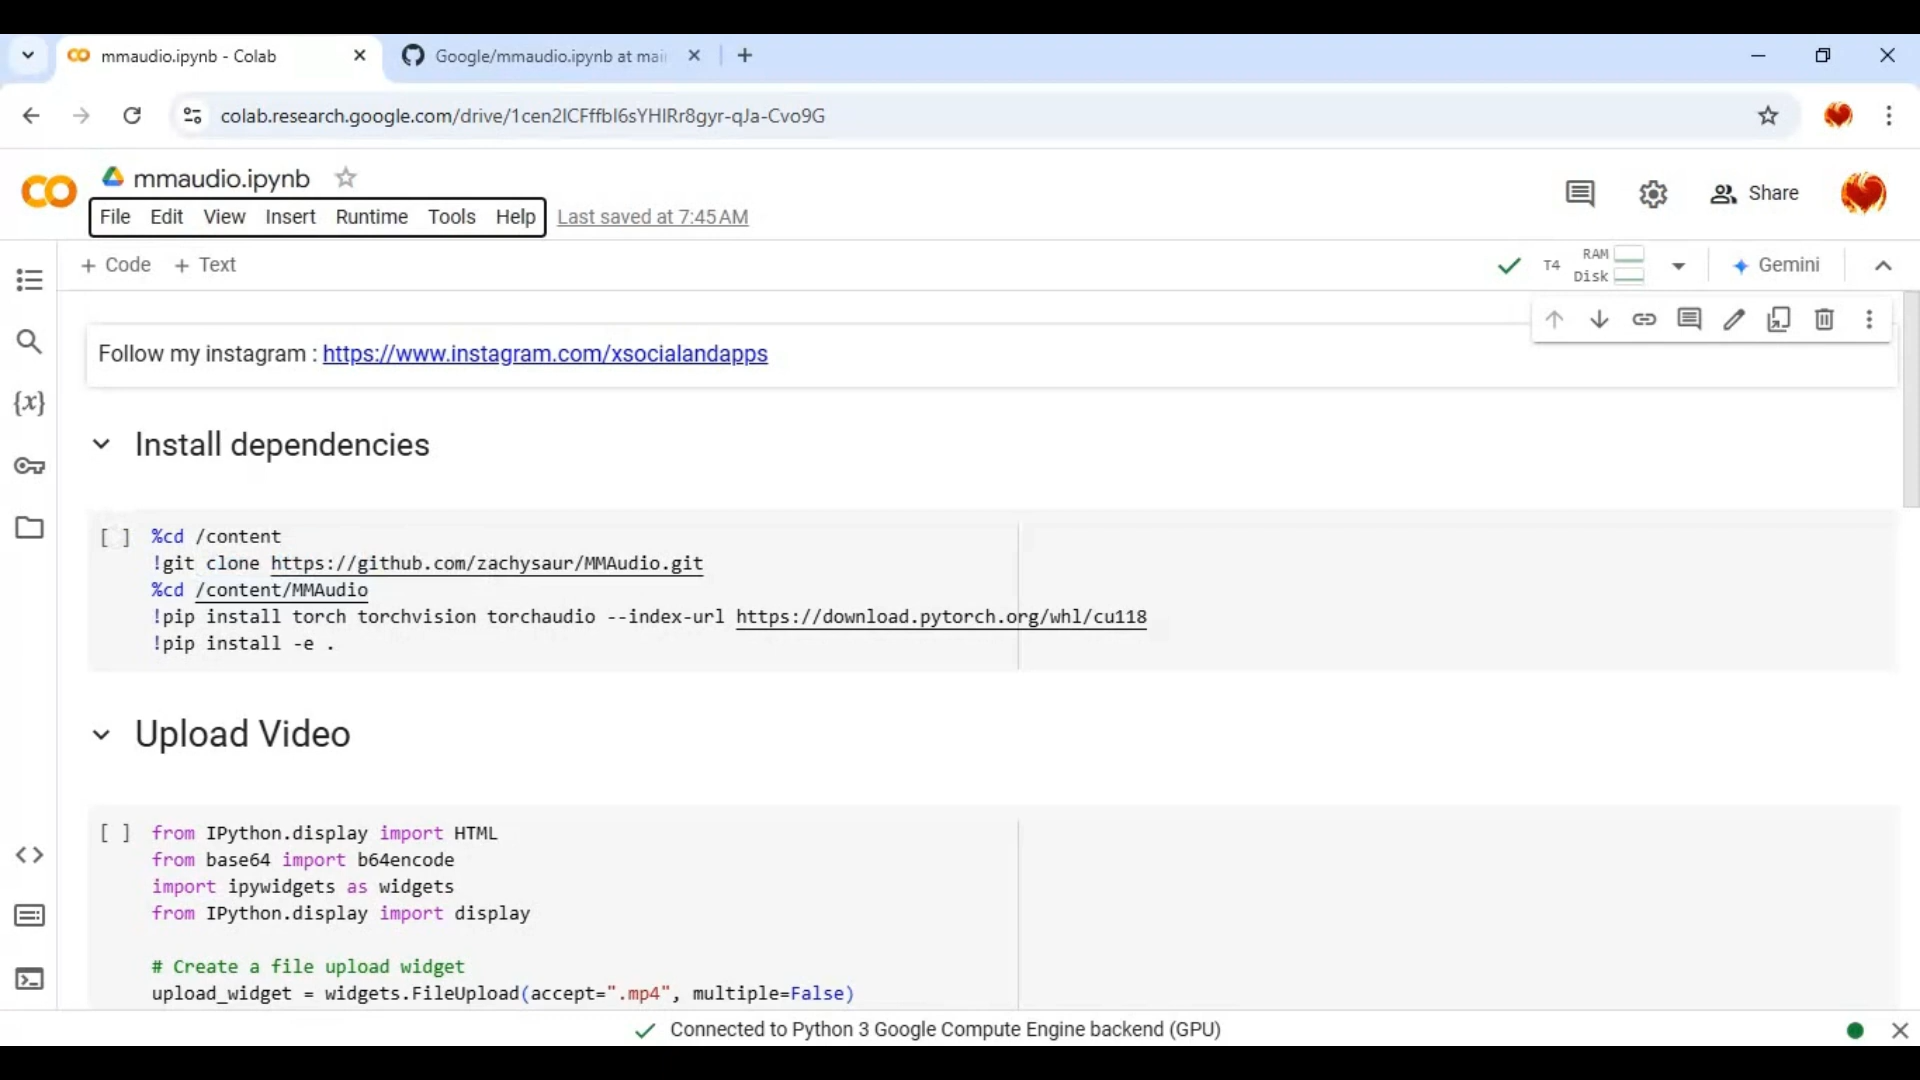 mmaudio.ipynb - Colab
Google/mmaudio.ipynb at mai
colab.research.google.com/drive/1cen2ICFffbI6sYHIRr8gyr-qJa-Cvo9G
CO
mmaudio.ipynb
File Edit View Insert Runtime Tools Help Last saved at 7:45 AM
Share
+ Code + Text
T4 RAM
Disk
Gemini
Follow my instagram : https://www.instagram.com/xsocialandapps
Install dependencies
[ ] %cd /content
!git clone https://github.com/zachysaur/MMAudio.git
%cd /content/MMAudio
!pip install torch torchvision torchaudio --index-url https://download.pytorch.org/whl/cu118
!pip install -e .
Upload Video
[ ] from IPython.display import HTML
from base64 import b64encode
import ipywidgets as widgets
from IPython.display import display
# Create a file upload widget
upload_widget = widgets.FileUpload(accept=".mp4", multiple=False)
Connected to Python 3 Google Compute Engine backend (GPU)